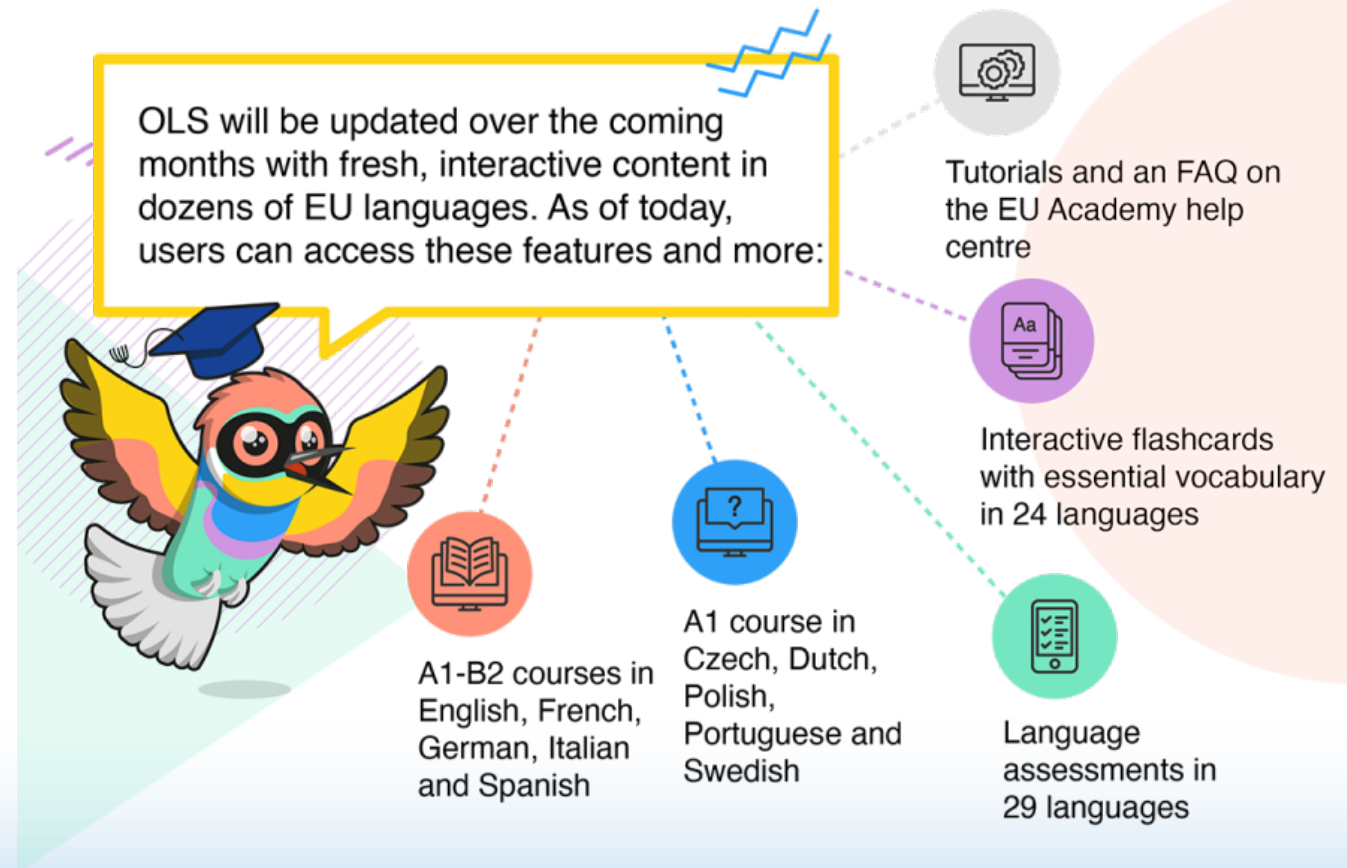 OLS will be updated over the coming
months with fresh, interactive content in
dozens of EU languages. As of today,
users can access these features and more:
Tutorials and an FAQ on
the EU Academy help
centre
Aa
Interactive flashcards
with essential vocabulary
in 24 languages
?
A1-B2 courses in
English, French,
German, Italian
and Spanish
A1 course in
Czech, Dutch,
Polish,
Portuguese and
Swedish
Language
assessments in
29 languages